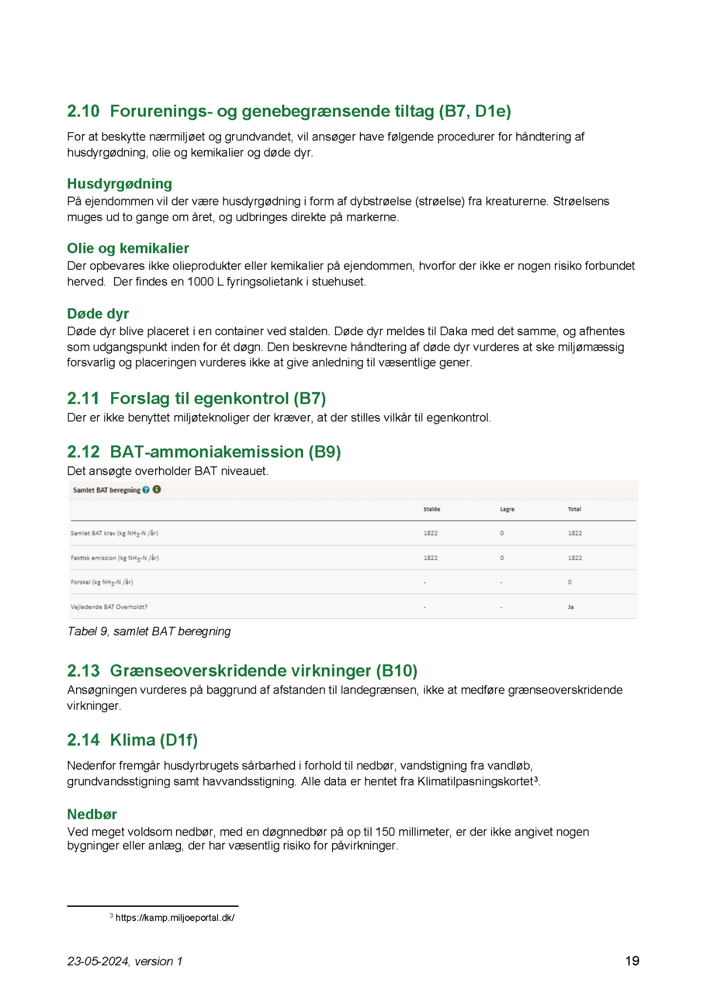 2.10 Forurenings- og genebegrænsende tiltag (B7, D1e)
For at beskytte nærmiljøet og grundvandet, vil ansøger have følgende procedurer for håndtering af
husdyrgødning, olie og kemikalier og døde dyr.
Husdyrgødning
På ejendommen vil der være husdyrgødning i form af dybstrøelse (strøelse) fra kreaturerne. Strøelsens
muges ud to gange om året, og udbringes direkte på markerne.
Olie og kemikalier
Der opbevares ikke olieprodukter eller kemikalier på ejendommen, hvorfor der ikke er nogen risiko forbundet
herved.  Der findes en 1000 L fyringsolietank i stuehuset.
Døde dyr
Døde dyr blive placeret i en container ved stalden. Døde dyr meldes til Daka med det samme, og afhentes
som udgangspunkt inden for ét døgn. Den beskrevne håndtering af døde dyr vurderes at ske miljømæssig
forsvarlig og placeringen vurderes ikke at give anledning til væsentlige gener.
2.11 Forslag til egenkontrol (B7)
Der er ikke benyttet miljøteknoliger der kræver, at der stilles vilkår til egenkontrol.
2.12 BAT-ammoniakemission (B9)
Det ansøgte overholder BAT niveauet.
Samlet BAT beregning ? i
Stalde Lagre Total
Samlet BAT krav (kg NH3-N /år) 1822 0 1822
Faktisk emission (kg NH3-N /år) 1822 0 1822
Forskel (kg NH3-N /år) - - 0
Vejledende BAT Overholdt? - - Ja
Tabel 9, samlet BAT beregning
2.13 Grænseoverskridende virkninger (B10)
Ansøgningen vurderes på baggrund af afstanden til landegrænsen, ikke at medføre grænseoverskridende
virkninger.
2.14 Klima (D1f)
Nedenfor fremgår husdyrbrugets sårbarhed i forhold til nedbør, vandstigning fra vandløb,
grundvandsstigning samt havvandsstigning. Alle data er hentet fra Klimatilpasningskortet³.
Nedbør
Ved meget voldsom nedbør, med en døgnnedbør på op til 150 millimeter, er der ikke angivet nogen
bygninger eller anlæg, der har væsentlig risiko for påvirkninger.
³ https://kamp.miljoeportal.dk/
23-05-2024, version 1 19